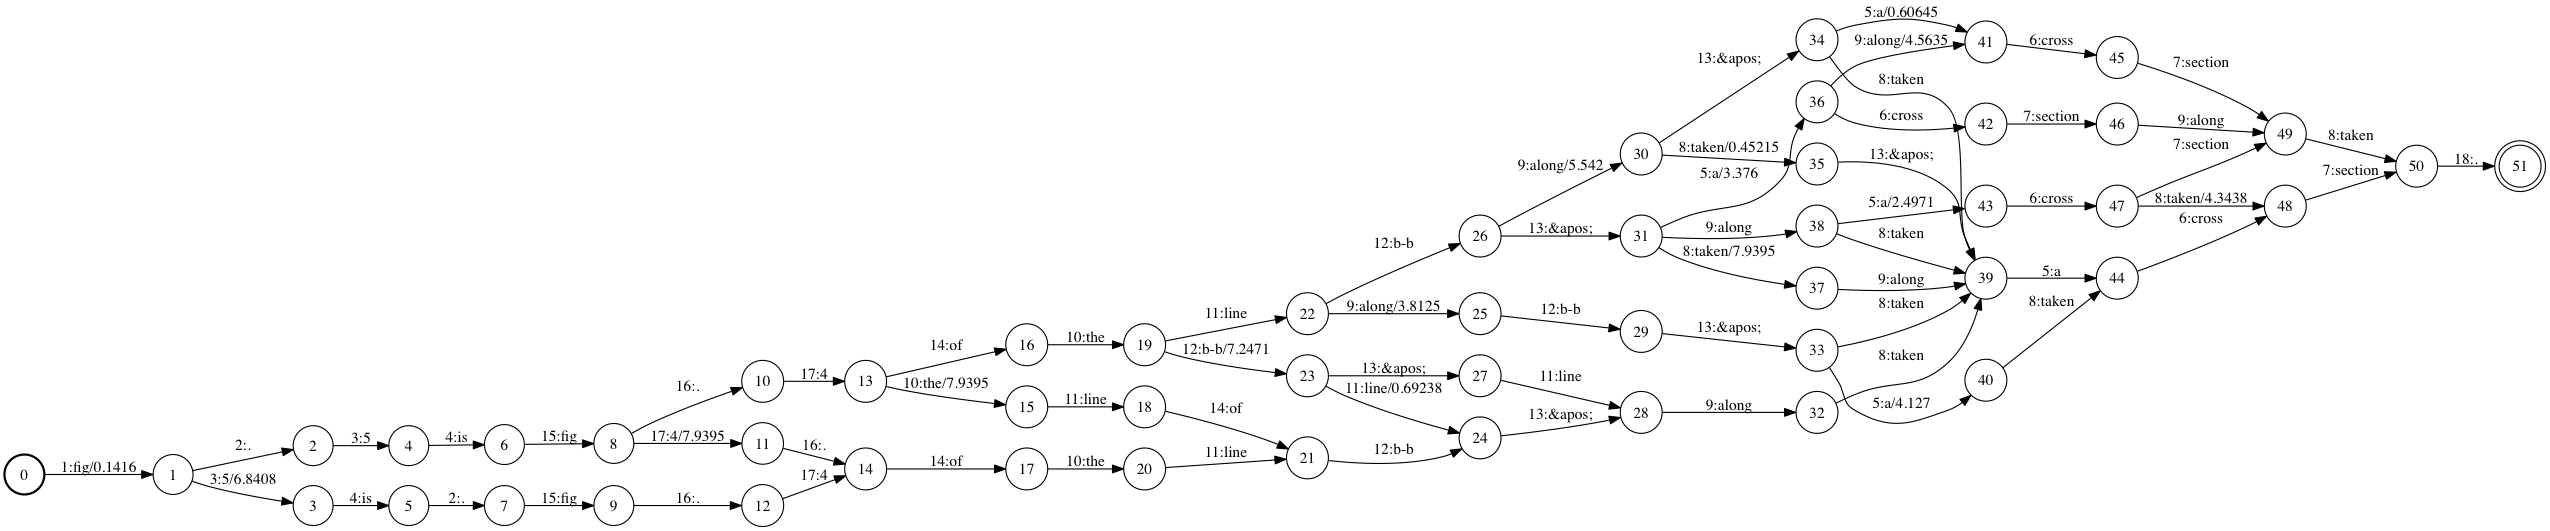 0 1:fig/0.1416 1
2:. 2 3:5 4 4:is 6 15:fig 8
3:5/6.8408 3 4:is 5 2:. 7 15:fig 9 16:. 12 17:4
16:. 10 17:4 13
17:4/7.9395 11 16:. 14
14:of 16 10:the 19
10:the/7.9395 15 11:line 18 14:of
14:of 17 10:the 20 11:line 21 12:b-b
11:line 22
12:b-b/7.2471 23
12:b-b 26
9:along/3.8125 25 12:b-b 29 13:&apos; 33
13:&apos; 27 11:line
11:line/0.69238 24 13:&apos; 28 9:along 32
9:along/5.542 30
13:&apos; 31
13:&apos; 34
8:taken/0.45215 35 13:&apos;
5:a/3.376 36
9:along 38
8:taken/7.9395 37 9:along
5:a/0.60645 41 6:cross 45 7:section
9:along/4.5635
8:taken
6:cross 42 7:section 46 9:along 49 8:taken
5:a/2.4971 43 6:cross 47 7:section
8:taken/4.3438 48 7:section 50 18:. 51
8:taken 39 5:a 44 6:cross
8:taken
8:taken
5:a/4.127 40 8:taken